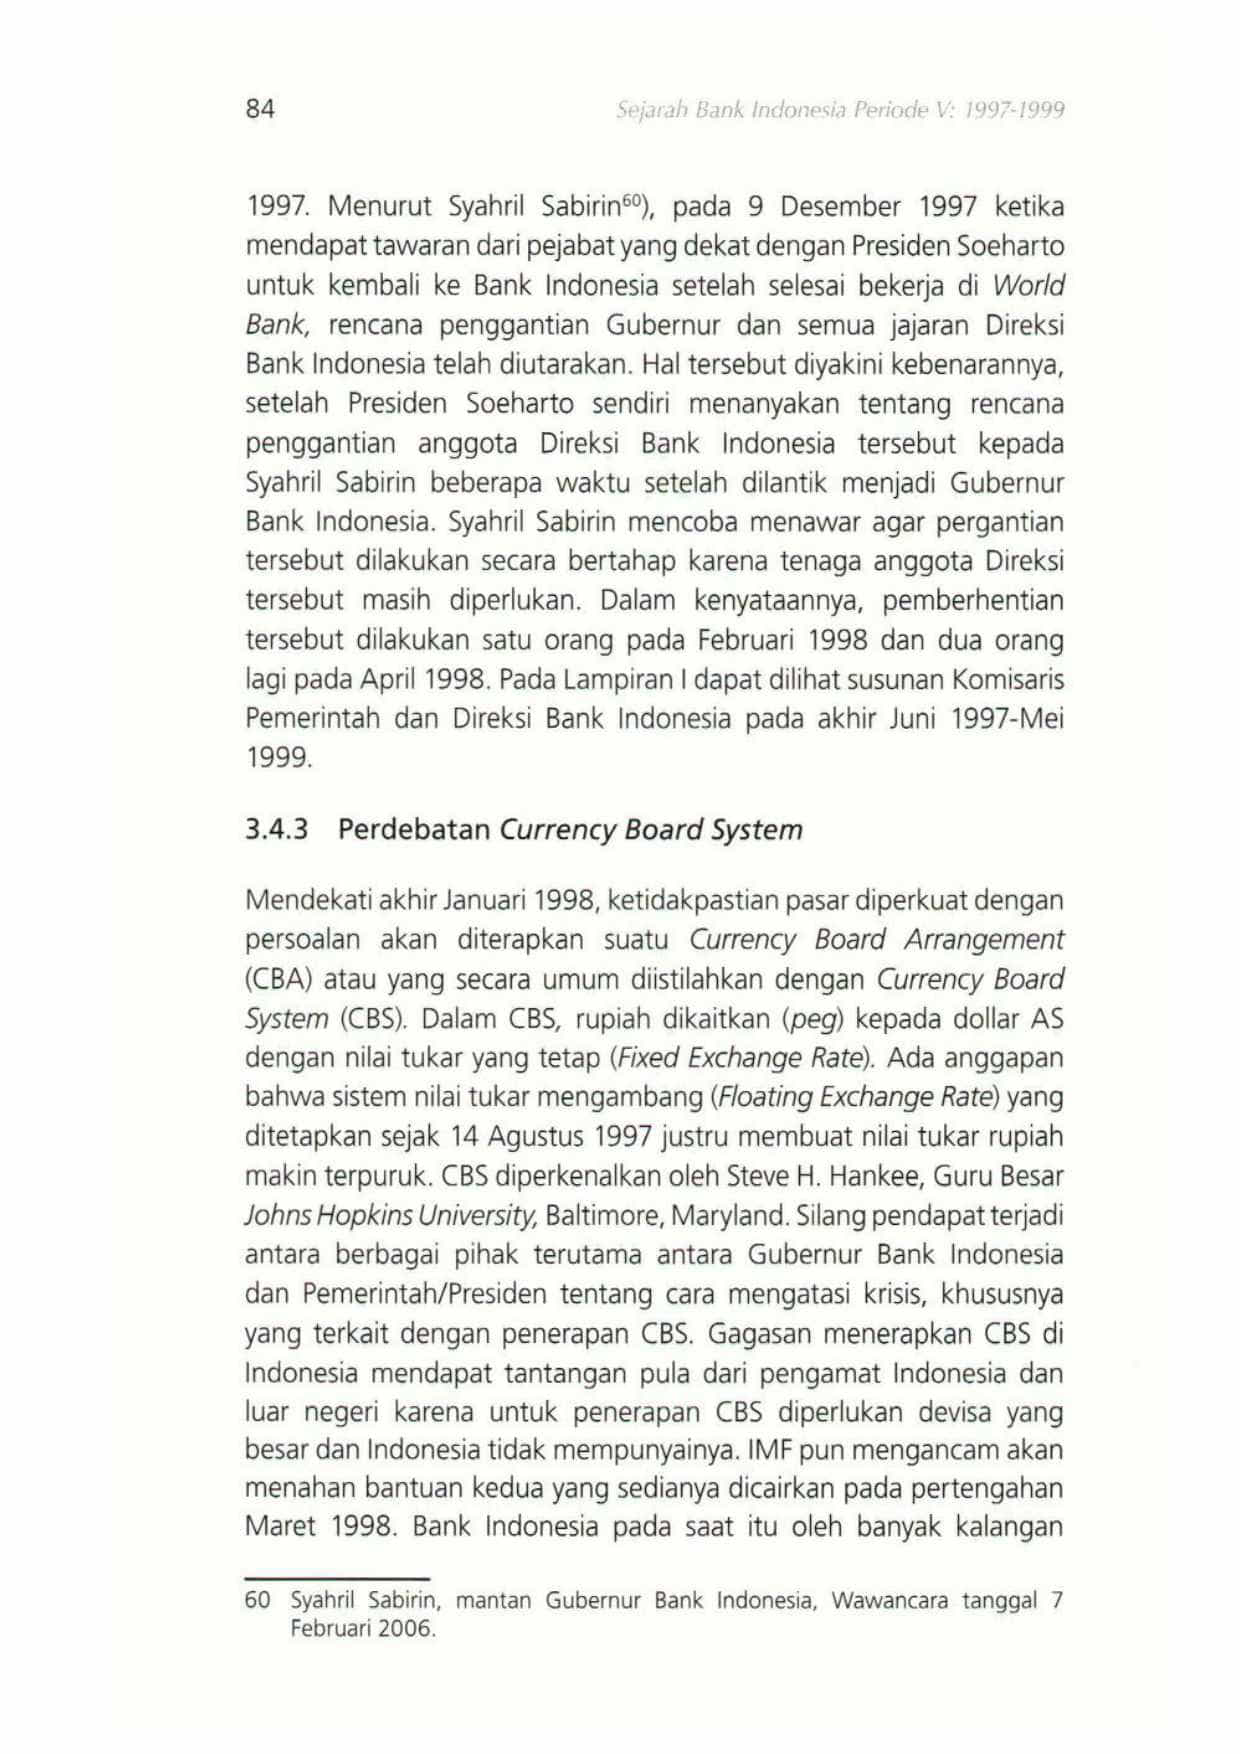 84
Sejarah Bank Indonesia Periode V: 1997-1999
1997. Menurut Syahril Sabirin60), pada 9 Desember 1997 ketika
mendapat tawaran dari pejabat yang dekat dengan Presiden Soeharto
untuk kembali ke Bank Indonesia setelah selesai bekerja di World
Bank, rencana penggantian Gubernur dan semua jajaran Direksi
Bank Indonesia telah diutarakan. Hal tersebut diyakini kebenarannya,
setelah Presiden Soeharto sendiri menanyakan tentang rencana
penggantian anggota Direksi Bank Indonesia tersebut kepada
Syahril Sabirin beberapa waktu setelah dilantik menjadi Gubernur
Bank Indonesia. Syahril Sabirin mencoba menawar agar pergantian
tersebut dilakukan secara bertahap karena tenaga anggota Direksi
tersebut masih diperlukan. Dalam kenyataannya, pemberhentian
tersebut dilakukan satu orang pada Februari 1998 dan dua orang
lagi pada April 1998. Pada Lampiran I dapat dilihat susunan Komisaris
Pemerintah dan Direksi Bank Indonesia pada akhir Juni 1997-Mei
1999.
3.4.3 Perdebatan Currency Board System
Mendekati akhir Januari 1998, ketidakpastian pasar diperkuat dengan
persoalan akan diterapkan suatu Currency Board Arrangement
(CBA) atau yang secara umum diistilahkan dengan Currency Board
System (CBS). Dalam CBS, rupiah dikaitkan (peg) kepada dollar AS
dengan nilai tukar yang tetap (Fixed Exchange Rate). Ada anggapan
bahwa sistem nilai tukar mengambang (Floating Exchange Rate) yang
ditetapkan sejak 14 Agustus 1997 justru membuat nilai tukar rupiah
makin terpuruk. CBS diperkenalkan oleh Steve H. Hankee, Guru Besar
Johns Hopkins University, Baltimore, Maryland. Silang pendapat terjadi
antara berbagai pihak terutama antara Gubernur Bank Indonesia
dan Pemerintah/Presiden tentang cara mengatasi krisis, khususnya
yang terkait dengan penerapan CBS. Gagasan menerapkan CBS di
Indonesia mendapat tantangan pula dari pengamat Indonesia dan
luar negeri karena untuk penerapan CBS diperlukan devisa yang
besar dan Indonesia tidak mempunyainya. IMF pun mengancam akan
menahan bantuan kedua yang sedianya dicairkan pada pertengahan
Maret 1998. Bank Indonesia pada saat itu oleh banyak kalangan
60 Syahril Sabirin, mantan Gubernur Bank Indonesia, Wawancara tanggal 7
Februari 2006.